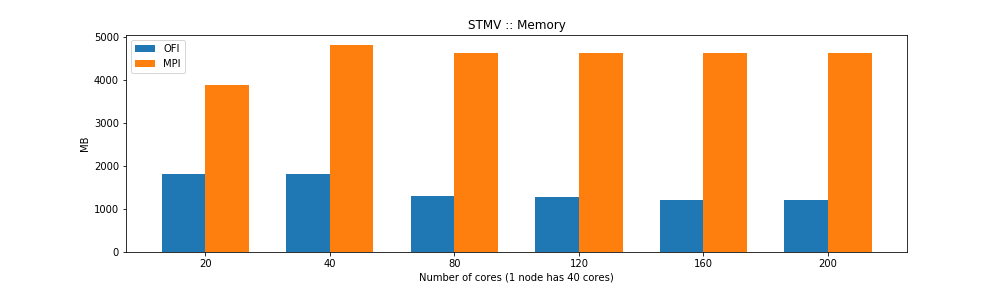 STMV :: Memory
OFI
MPI
5000
4000
3000
2000
1000
0
MB
20 40 80 120 160 200
Number of cores (1 node has 40 cores)